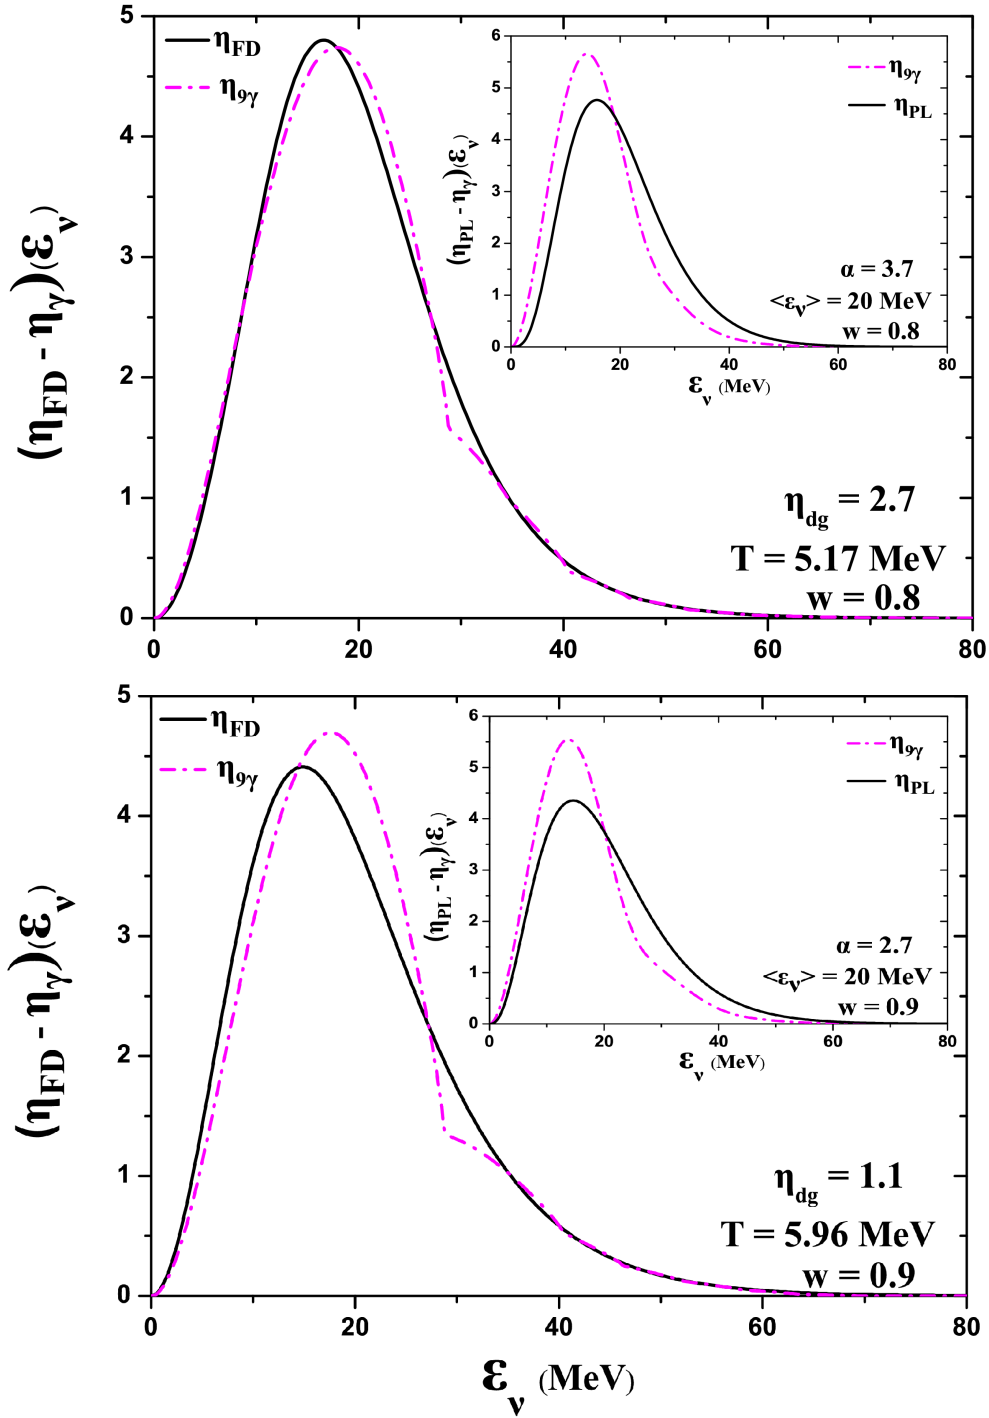 (η_FD - η_γ)(ε_ν)
5
4
3
2
1
0
η_FD
η_9γ
(η_PL - η_γ)(ε_ν)
6
5
4
3
2
1
0
η_9γ
η_PL
α = 3.7
<ε_ν> = 20 MeV
w = 0.8
0 20 40 60 80
ε_ν (MeV)
η_dg = 2.7
T = 5.17 MeV
w = 0.8
0 20 40 60 80
(η_FD - η_γ)(ε_ν)
5
4
3
2
1
0
η_FD
η_9γ
(η_PL - η_γ)(ε_ν)
6
5
4
3
2
1
0
η_9γ
η_PL
α = 2.7
<ε_ν> = 20 MeV
w = 0.9
0 20 40 60 80
ε_ν (MeV)
η_dg = 1.1
T = 5.96 MeV
w = 0.9
0 20 40 60 80
ε_ν (MeV)